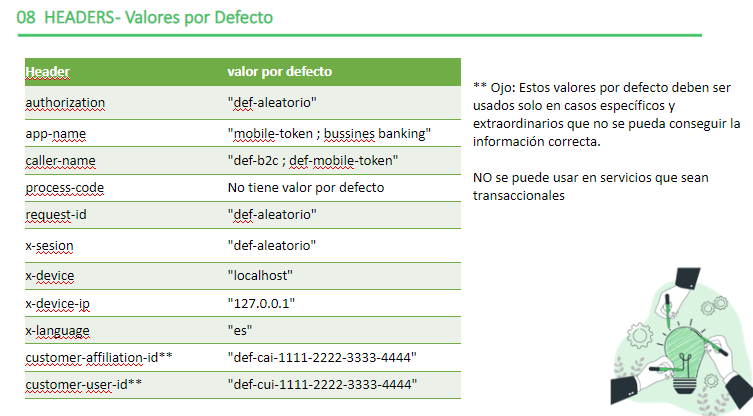 08 HEADERS- Valores por Defecto
Header valor por defecto
authorization "def-aleatorio"
app-name "mobile-token ; bussines banking"
caller-name "def-b2c ; def-mobile-token"
process-code No tiene valor por defecto
request-id "def-aleatorio"
x-sesion "def-aleatorio"
x-device "localhost"
x-device-ip "127.0.0.1"
x-language "es"
customer-affiliation-id** "def-cai-1111-2222-3333-4444"
customer-user-id** "def-cui-1111-2222-3333-4444"
** Ojo: Estos valores por defecto deben ser
usados solo en casos específicos y
extraordinarios que no se pueda conseguir la
información correcta.
NO se puede usar en servicios que sean
transaccionales